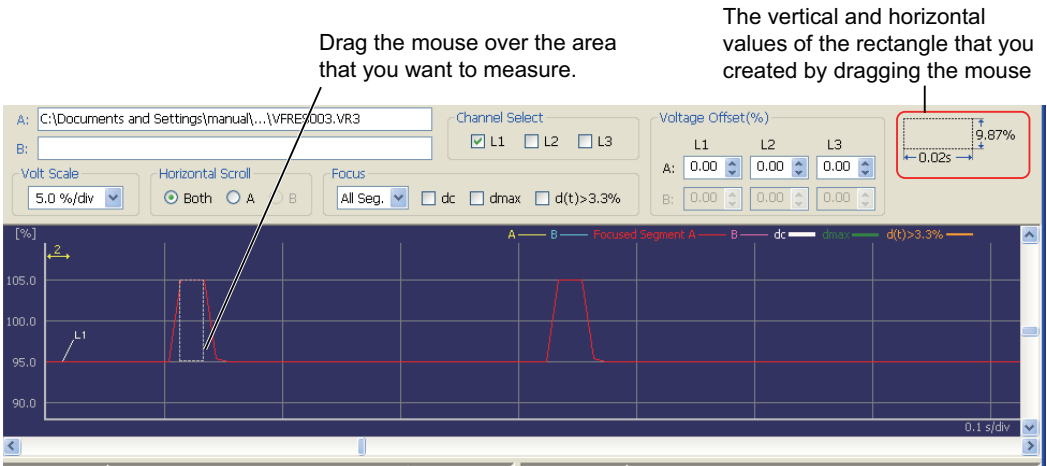 The vertical and horizontal
values of the rectangle that you
created by dragging the mouse
Drag the mouse over the area
that you want to measure.
A: C:\Documents and Settings\manual\...\VFRES003.VR3
B:
Channel Select
L1 L2 L3
Voltage Offset(%)
L1 L2 L3
A: 0.00 0.00 0.00
B: 0.00 0.00 0.00
9.87%
0.02s
Volt Scale
5.0 %/div
Horizontal Scroll
Both A B
Focus
All Seg. dc dmax d(t)>3.3%
[%]
2
A B Focused Segment A B dc dmax d(t)>3.3%
105.0
100.0
L1
95.0
90.0
0.1 s/div